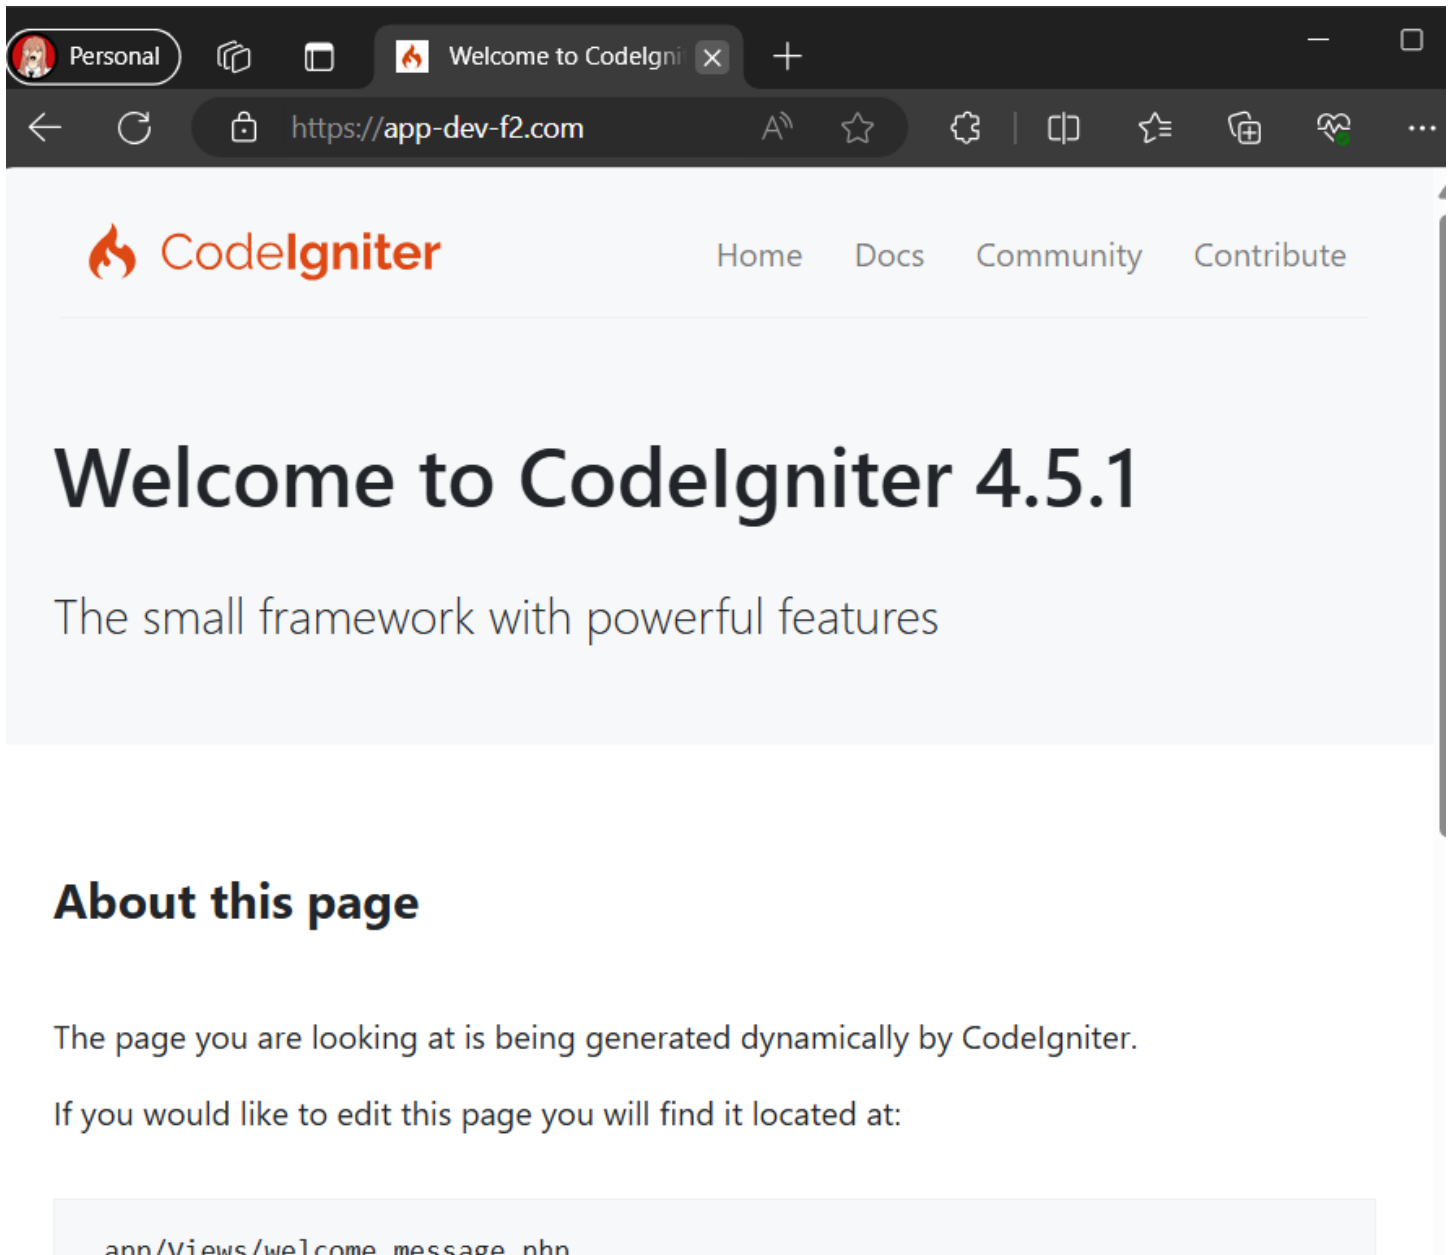 Personal
Welcome to CodeIgni
https://app-dev-f2.com
CodeIgniter
Home Docs Community Contribute
Welcome to CodeIgniter 4.5.1
The small framework with powerful features
About this page
The page you are looking at is being generated dynamically by CodeIgniter.
If you would like to edit this page you will find it located at:
app/Views/welcome_message.php